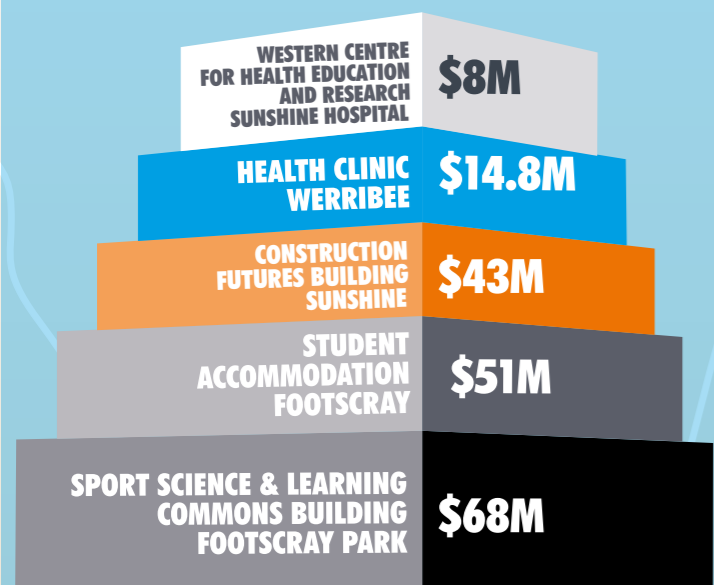 WESTERN CENTRE
FOR HEALTH EDUCATION
AND RESEARCH
SUNSHINE HOSPITAL
$8M
HEALTH CLINIC
WERRIBEE
$14.8M
CONSTRUCTION
FUTURES BUILDING
SUNSHINE
$43M
STUDENT
ACCOMMODATION
FOOTSCRAY
$51M
SPORT SCIENCE & LEARNING
COMMONS BUILDING
FOOTSCRAY PARK
$68M